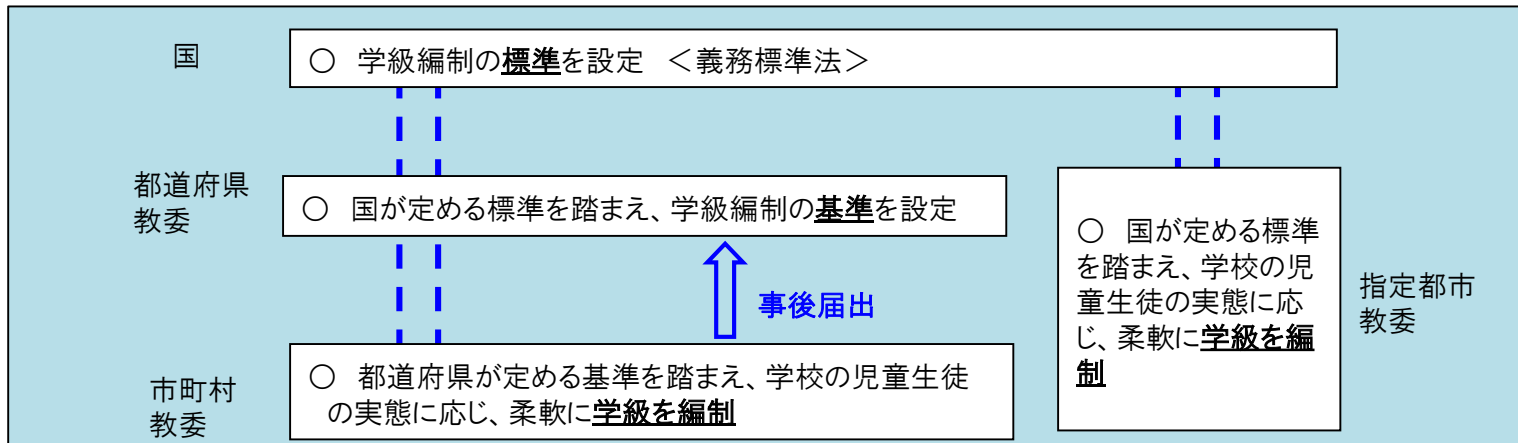 国
○　学級編制の標準を設定　＜義務標準法＞
都道府県
教委
○　国が定める標準を踏まえ、学級編制の基準を設定
事後届出
市町村
教委
○　都道府県が定める基準を踏まえ、学校の児童生徒
の実態に応じ、柔軟に学級を編制
○　国が定める標準
を踏まえ、学校の児
童生徒の実態に応
じ、柔軟に学級を編
制
指定都市
教委